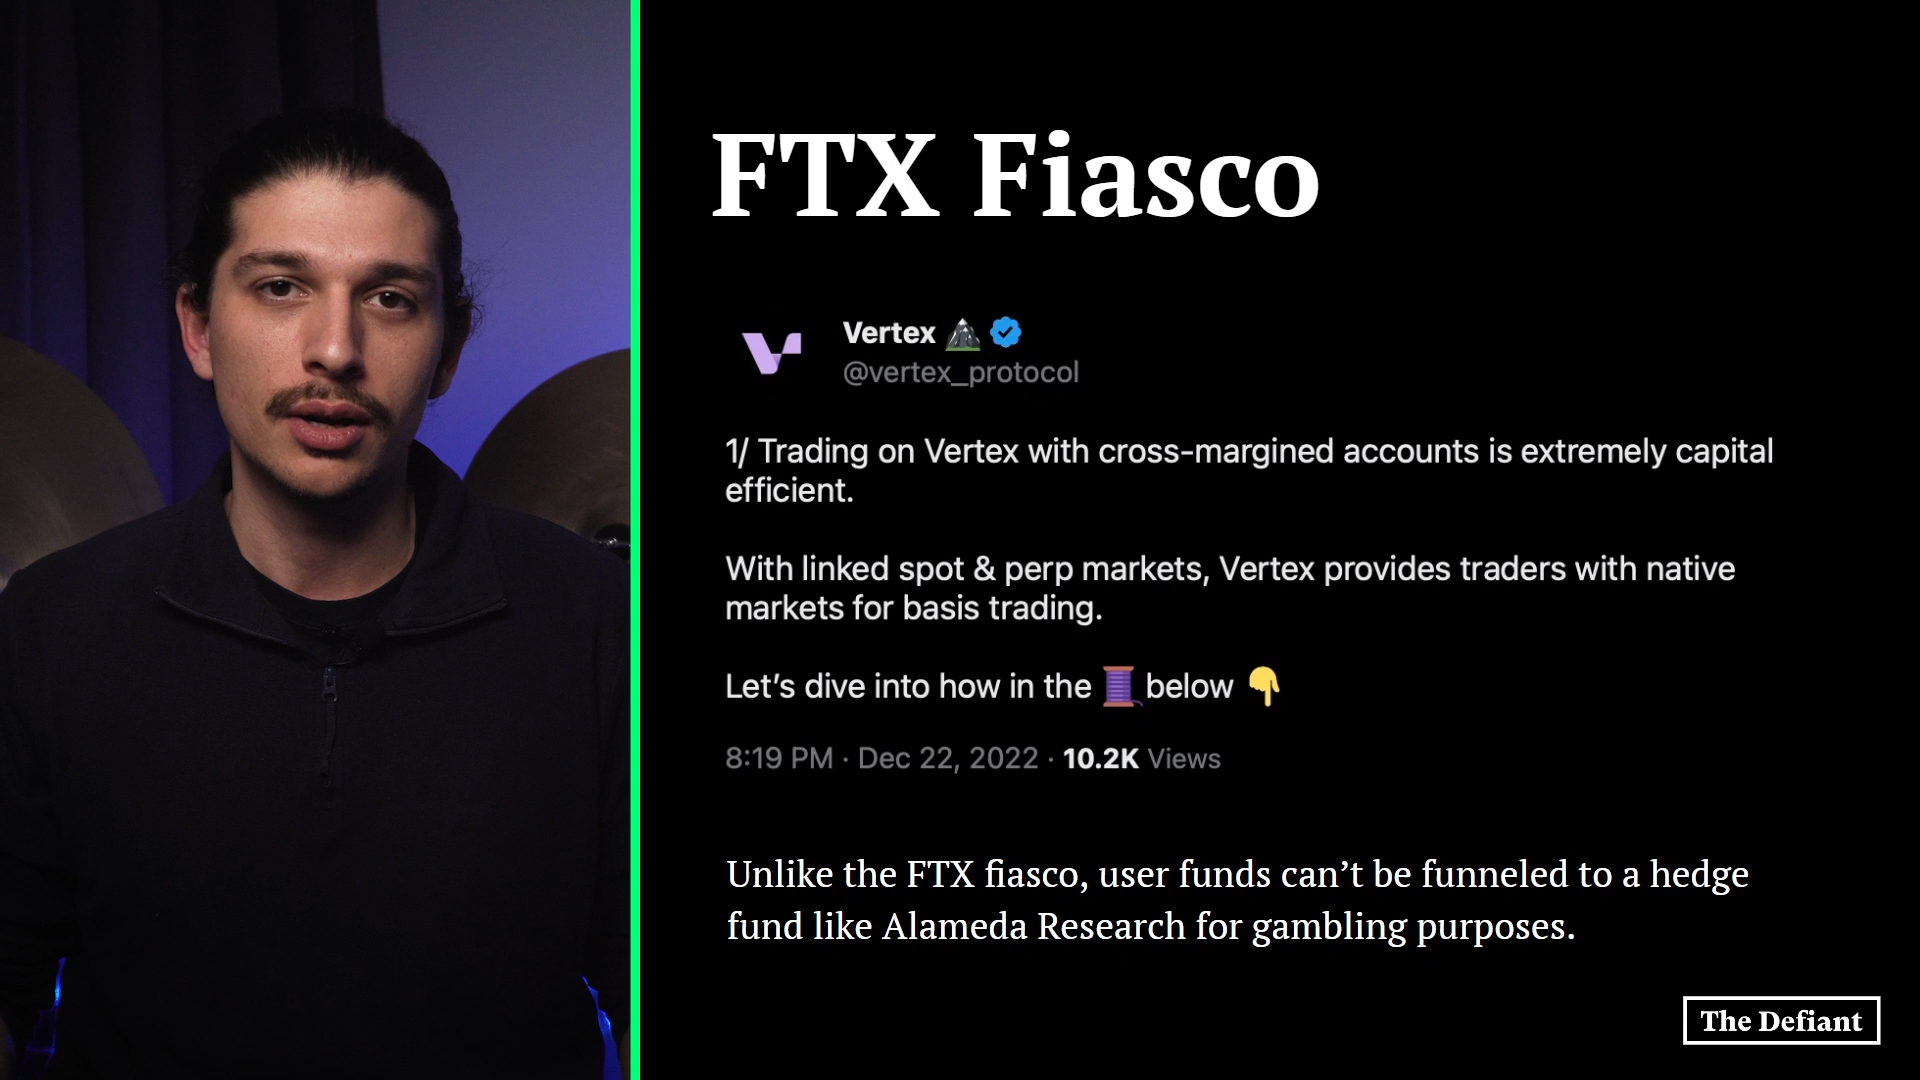 FTX Fiasco
Vertex ⛰️
@vertex_protocol
1/ Trading on Vertex with cross-margined accounts is extremely capital
efficient.
With linked spot & perp markets, Vertex provides traders with native
markets for basis trading.
Let’s dive into how in the 🧵 below 👇
8:19 PM · Dec 22, 2022 · 10.2K Views
Unlike the FTX fiasco, user funds can’t be funneled to a hedge
fund like Alameda Research for gambling purposes.
The Defiant